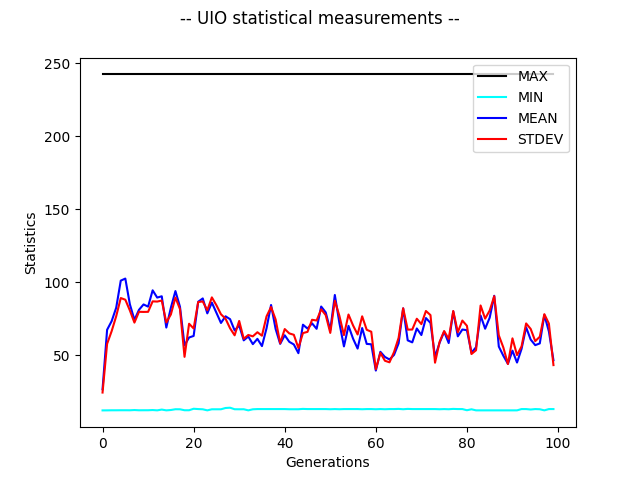 -- UIO statistical measurements --
250
200
150
100
50
Statistics
MAX
MIN
MEAN
STDEV
0 20 40 60 80 100
Generations